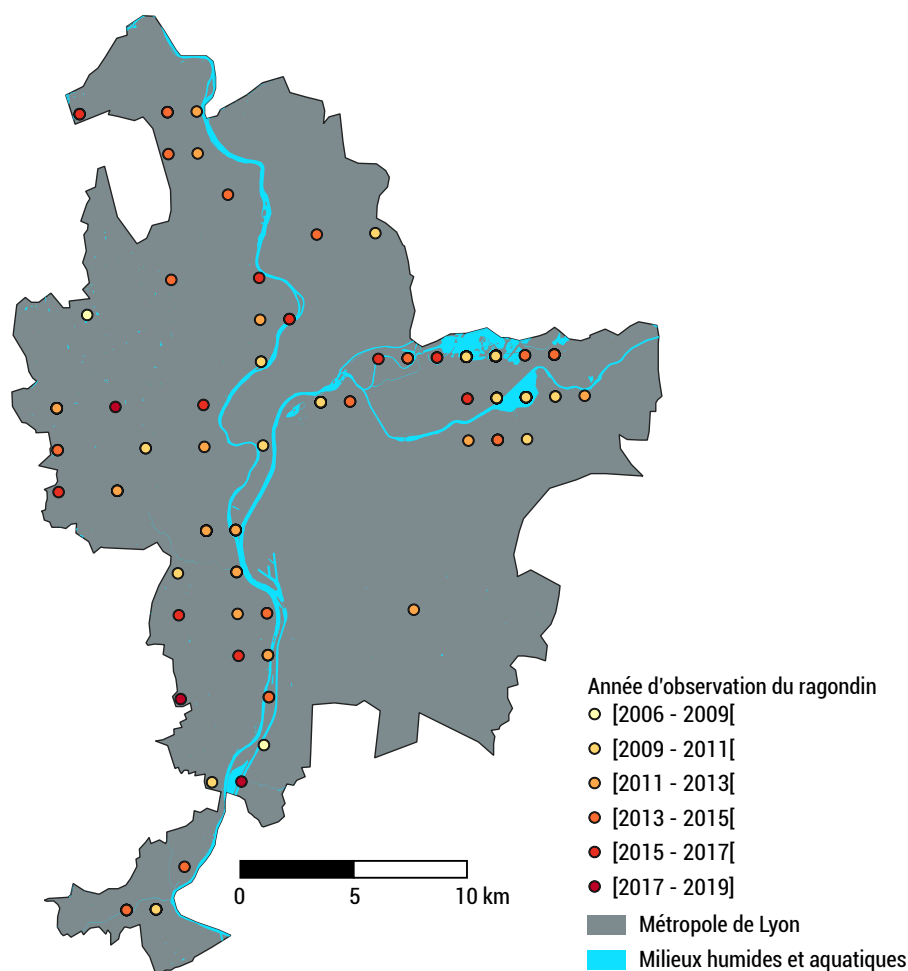 Année d'observation du ragondin
[2006 - 2009[
[2009 - 2011[
[2011 - 2013[
[2013 - 2015[
[2015 - 2017[
[2017 - 2019]
0 5 10 km
Métropole de Lyon
Milieux humides et aquatiques